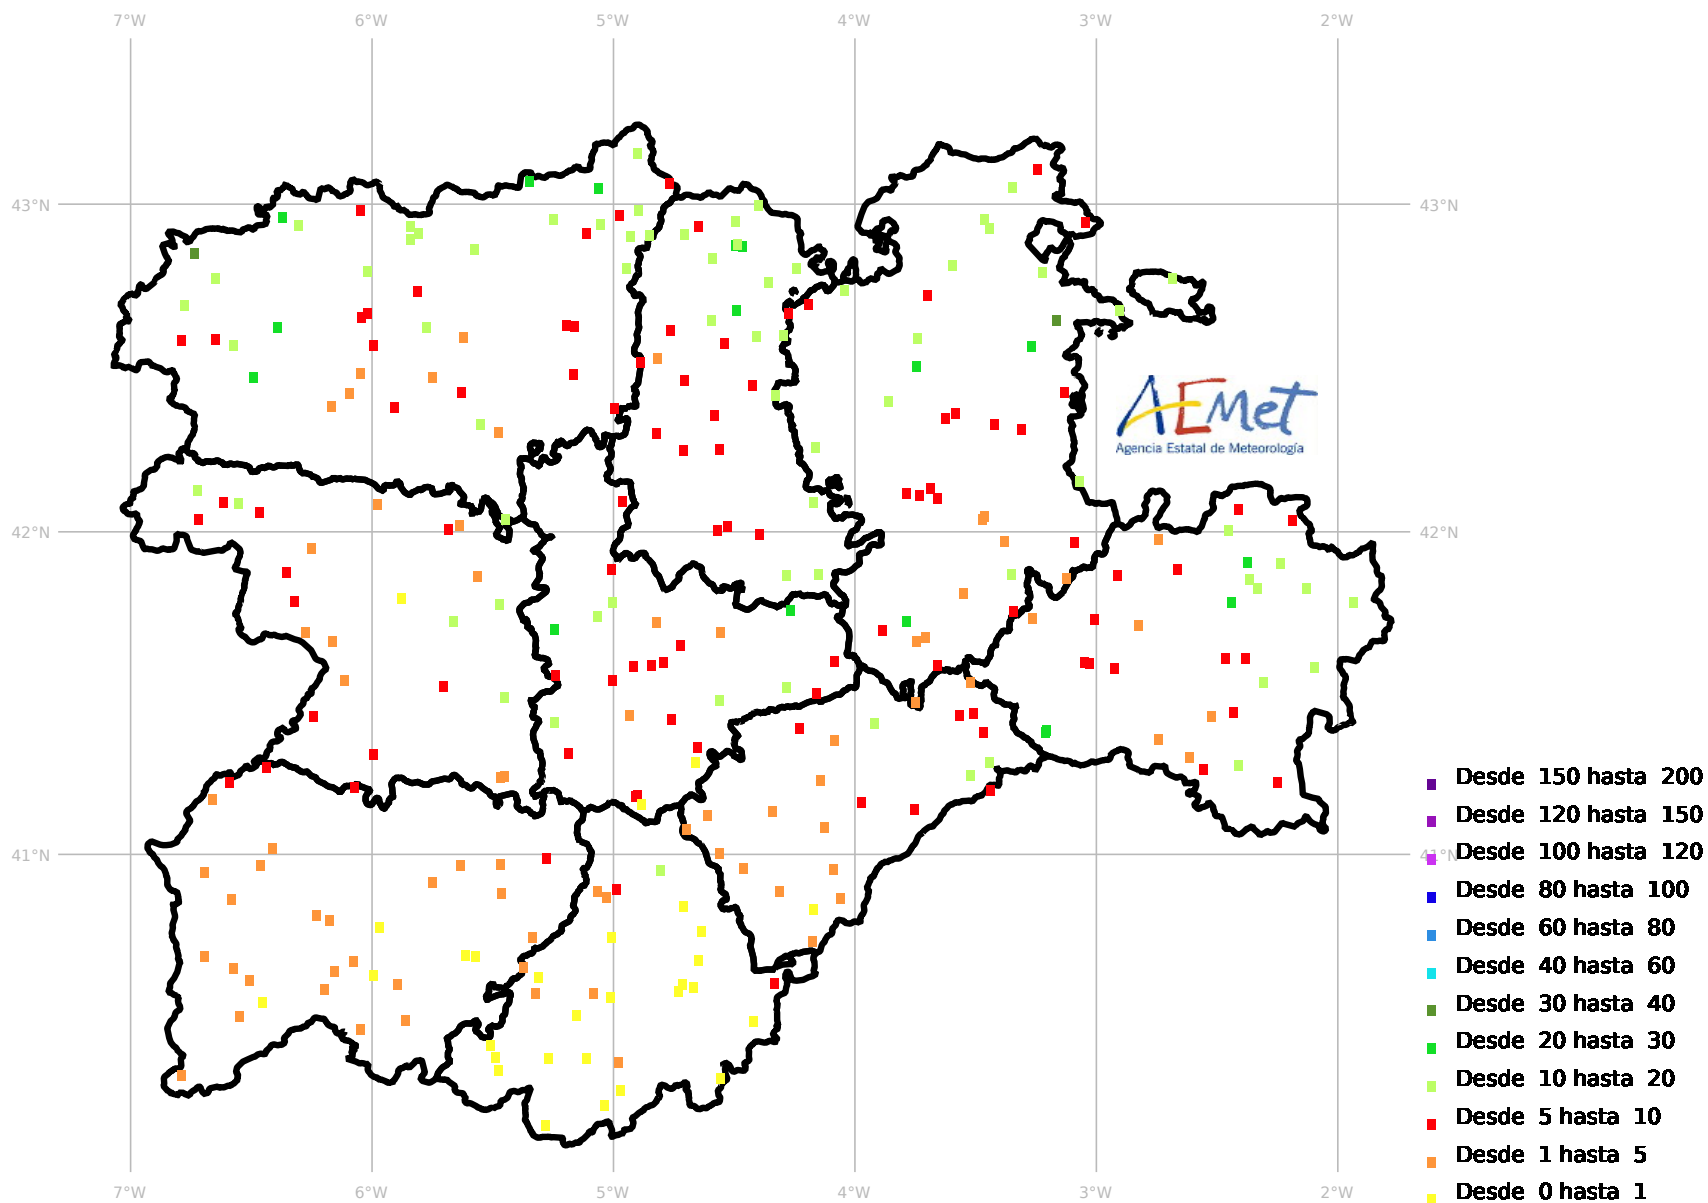 7°W 6°W 5°W 4°W 3°W 2°W
43°N 43°N
AEMet
Agencia Estatal de Meteorología
42°N 42°N
Desde 150 hasta 200
Desde 120 hasta 150
41°N Desde 100 hasta 120 41°N
Desde 80 hasta 100
Desde 60 hasta 80
Desde 40 hasta 60
Desde 30 hasta 40
Desde 20 hasta 30
Desde 10 hasta 20
Desde 5 hasta 10
Desde 1 hasta 5
Desde 0 hasta 1
7°W 6°W 5°W 4°W 3°W 2°W